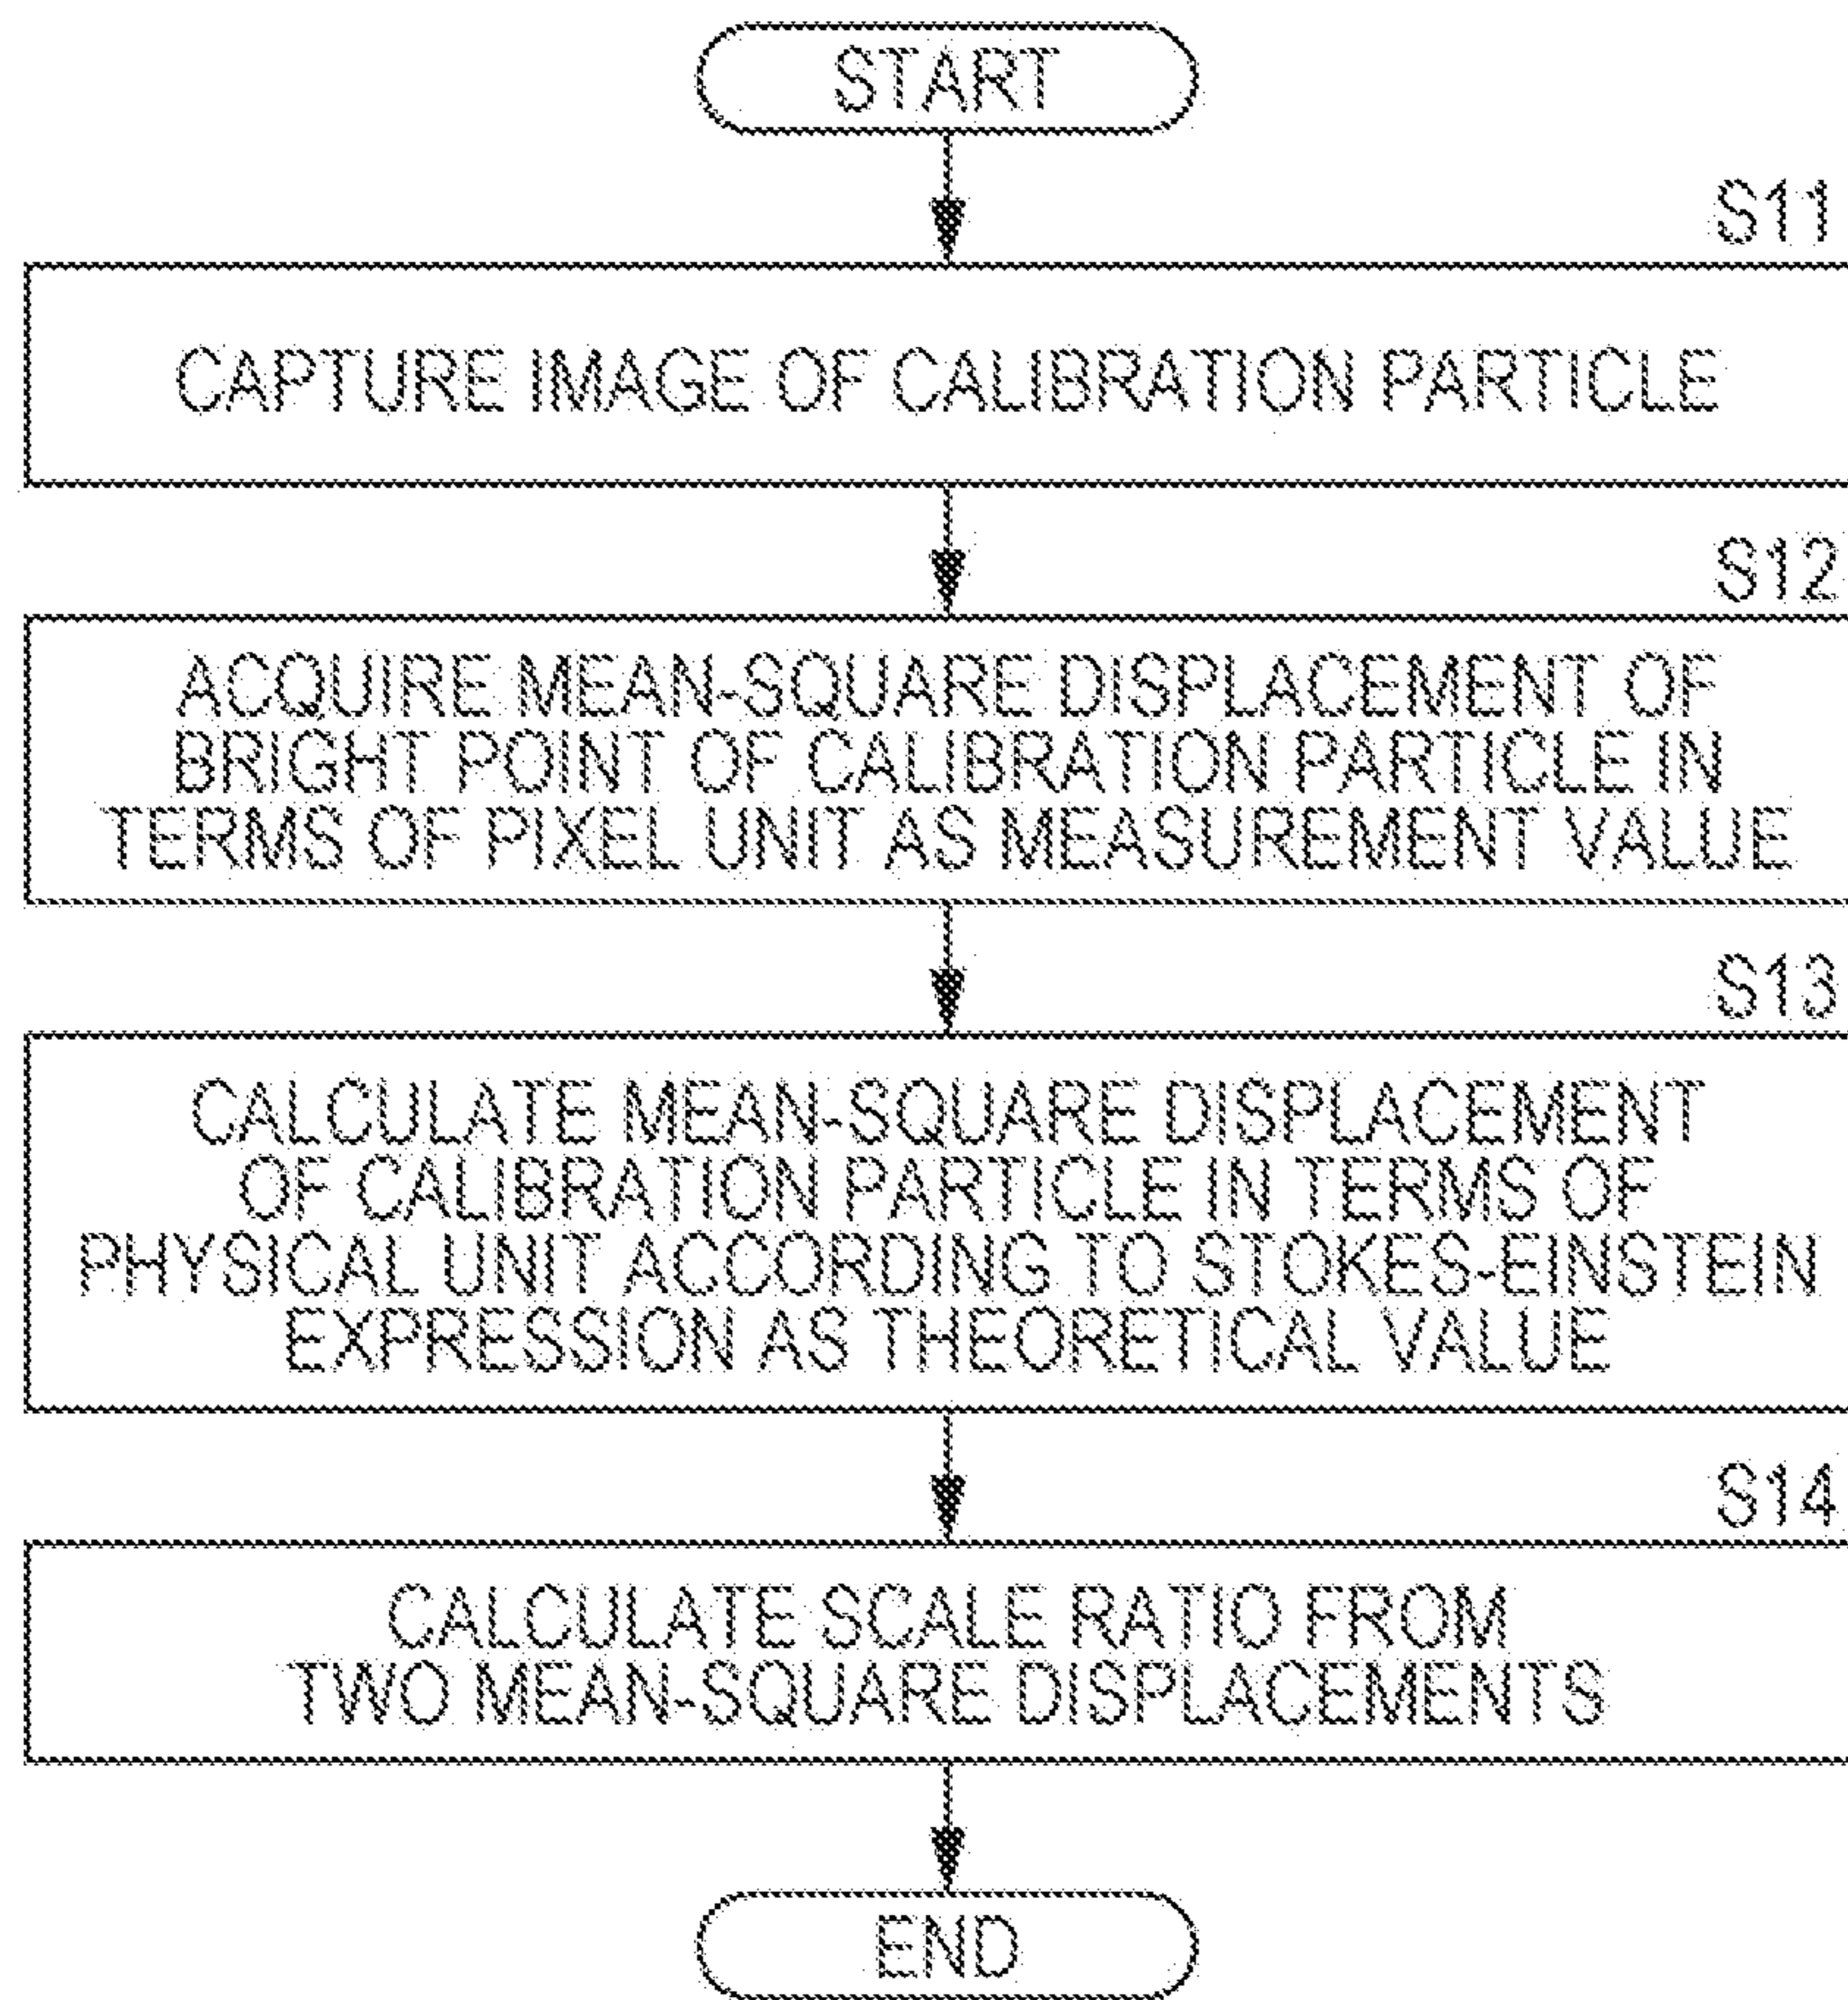 START
S11
CAPTURE IMAGE OF CALIBRATION PARTICLE
S12
ACQUIRE MEAN-SQUARE DISPLACEMENT OF
BRIGHT POINT OF CALIBRATION PARTICLE IN
TERMS OF PIXEL UNIT AS MEASUREMENT VALUE
S13
CALCULATE MEAN-SQUARE DISPLACEMENT
OF CALIBRATION PARTICLE IN TERMS OF
PHYSICAL UNIT ACCORDING TO STOKES-EINSTEIN
EXPRESSION AS THEORETICAL VALUE
S14
CALCULATE SCALE RATIO FROM
TWO MEAN-SQUARE DISPLACEMENTS
END